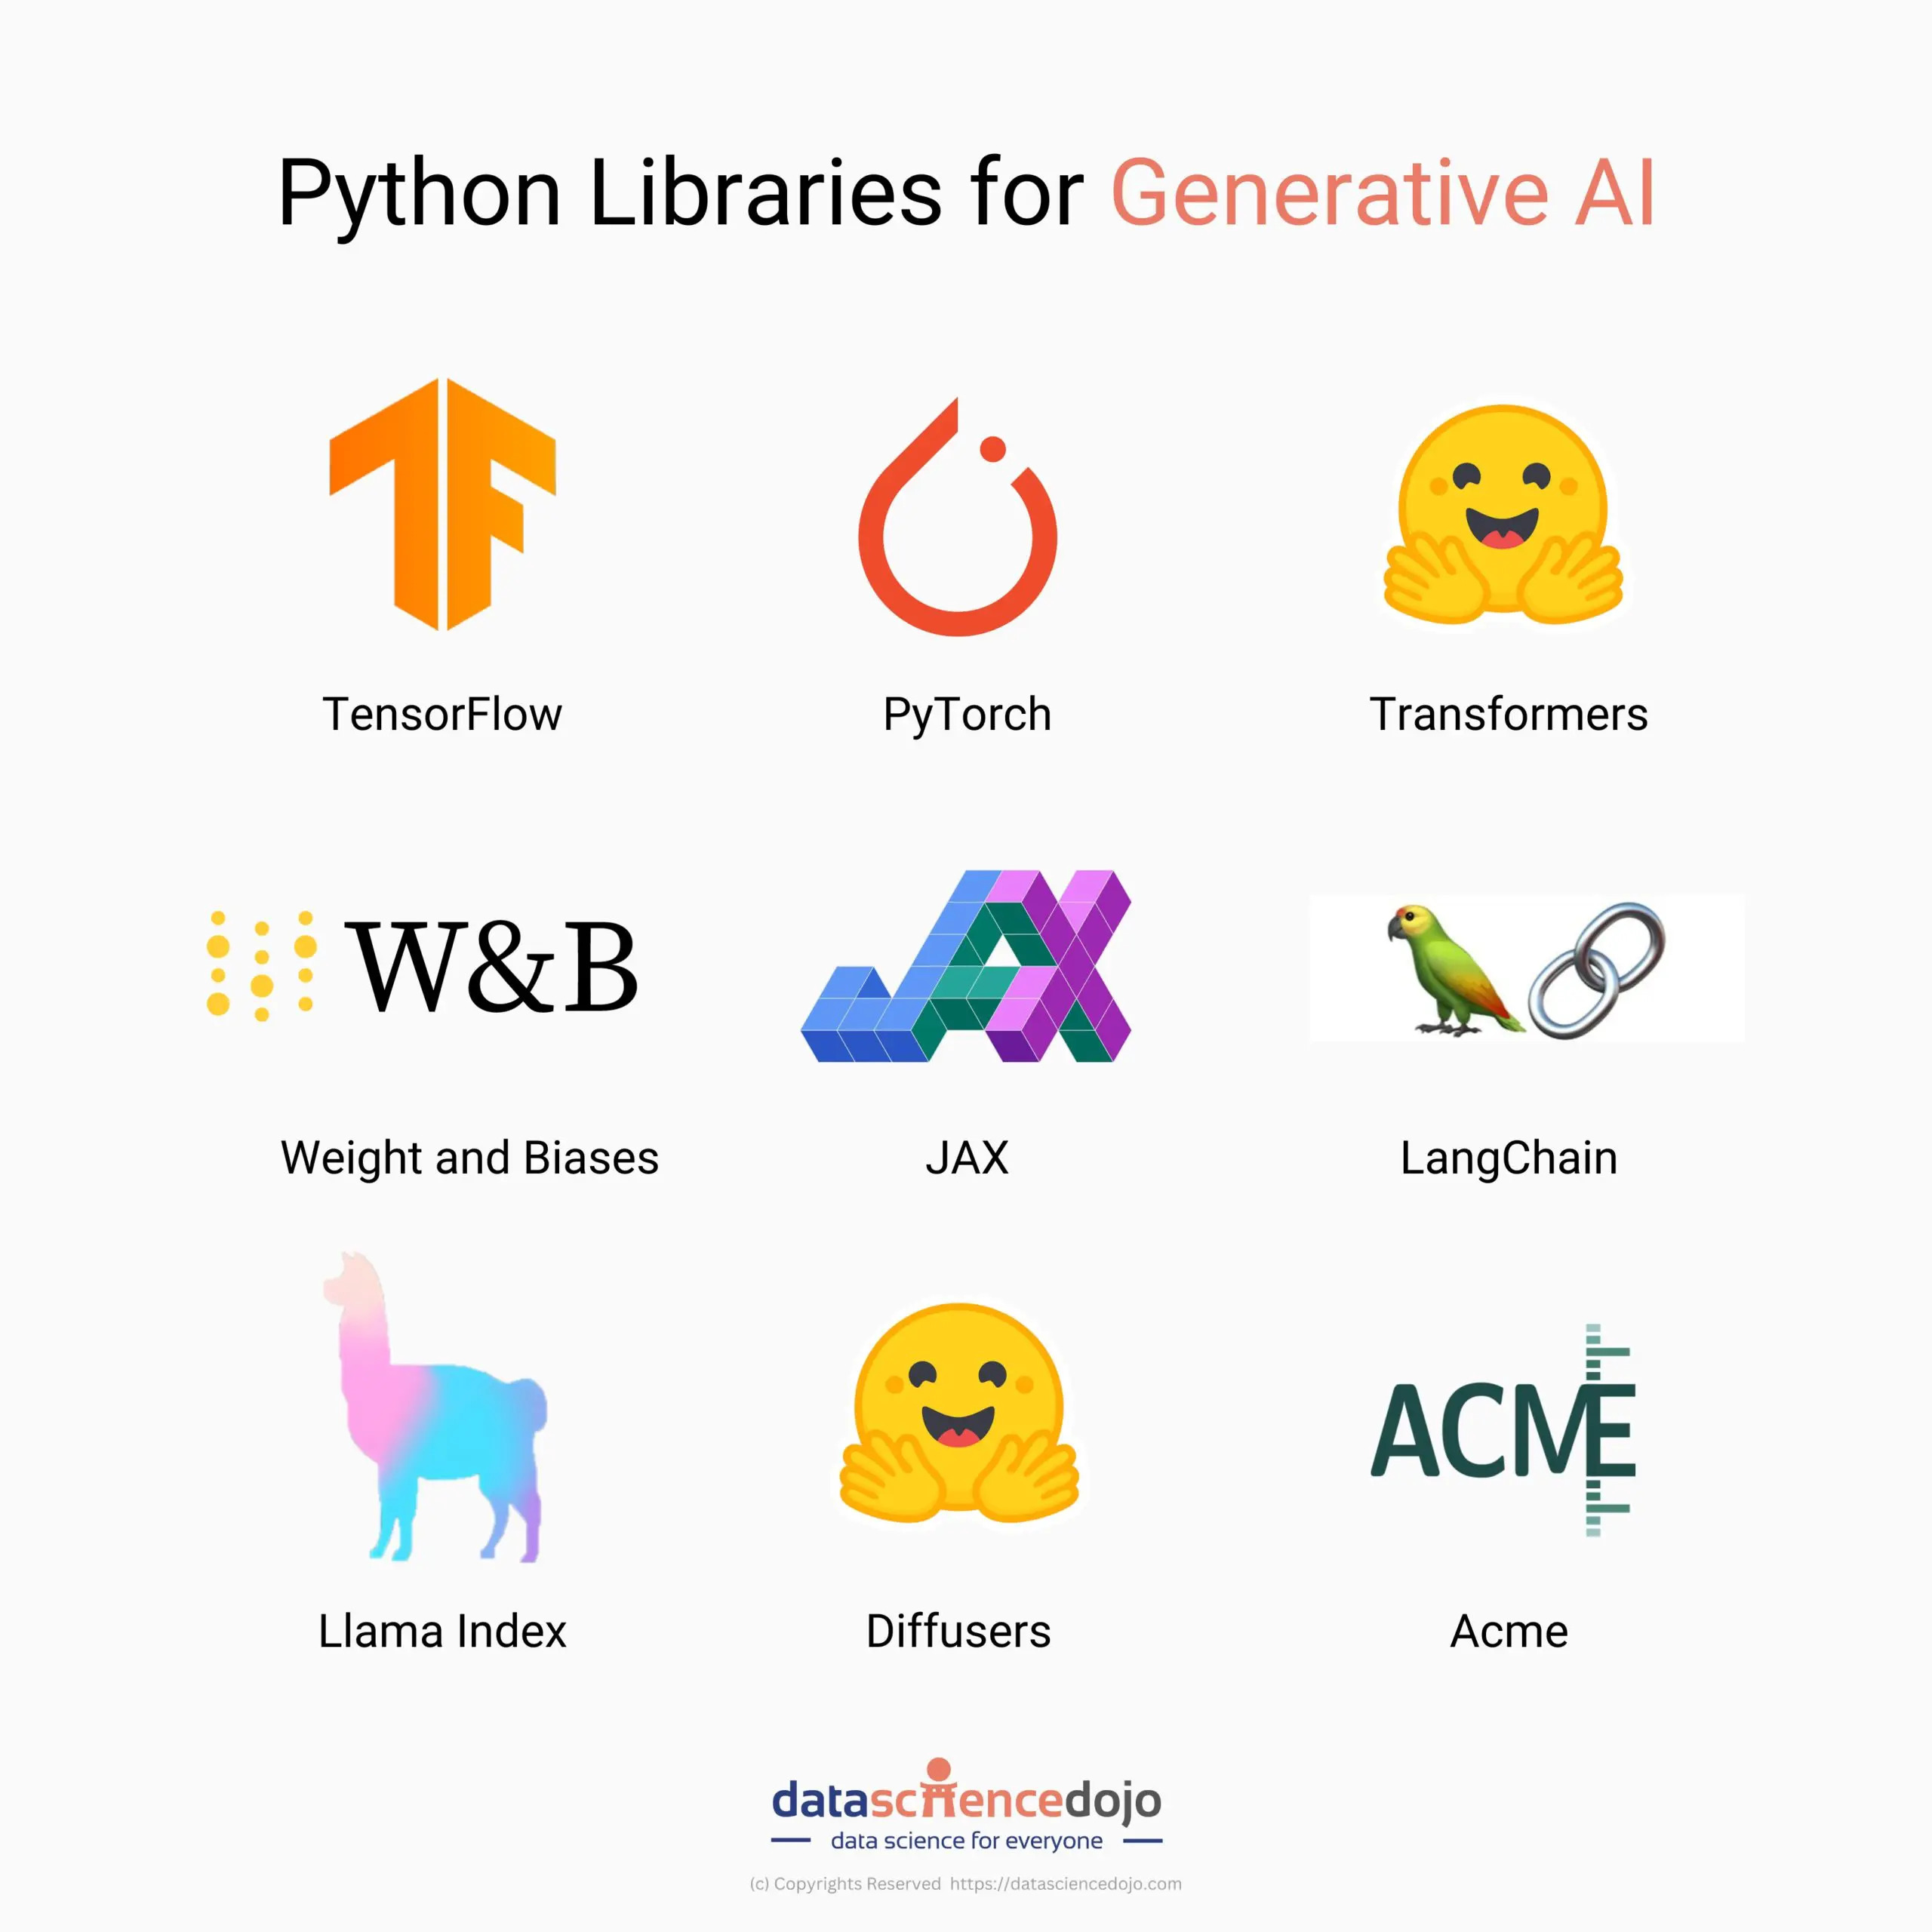 Python Libraries for Generative AI
TensorFlow
PyTorch
Transformers
W&B
JAX
Weight and Biases
JAX
LangChain
ACME
Llama Index
Diffusers
Acme
datasciencedojo
data science for everyone
(c) Copyrights Reserved https://datasciencedojo.com